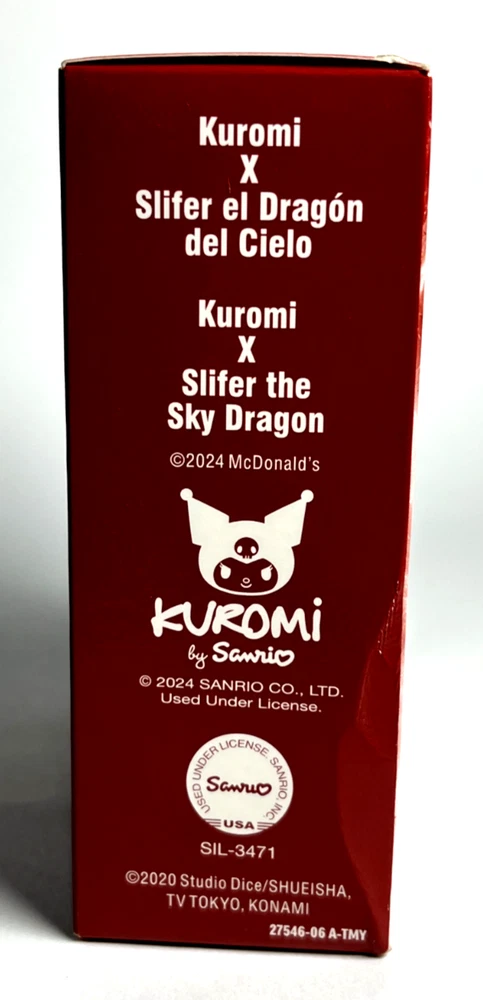 Kuromi
X
Slifer el Dragón
del Cielo
Kuromi
X
Slifer the
Sky Dragon
©2024 McDonald's
KUROMi
by Sanrio
© 2024 SANRIO CO., LTD.
Used Under License.
USED UNDER LICENSE. SANRIO, INC.
Sanrio
USA
SIL-3471
©2020 Studio Dice/SHUEISHA,
TV TOKYO, KONAMI
27546-06 A-TMY